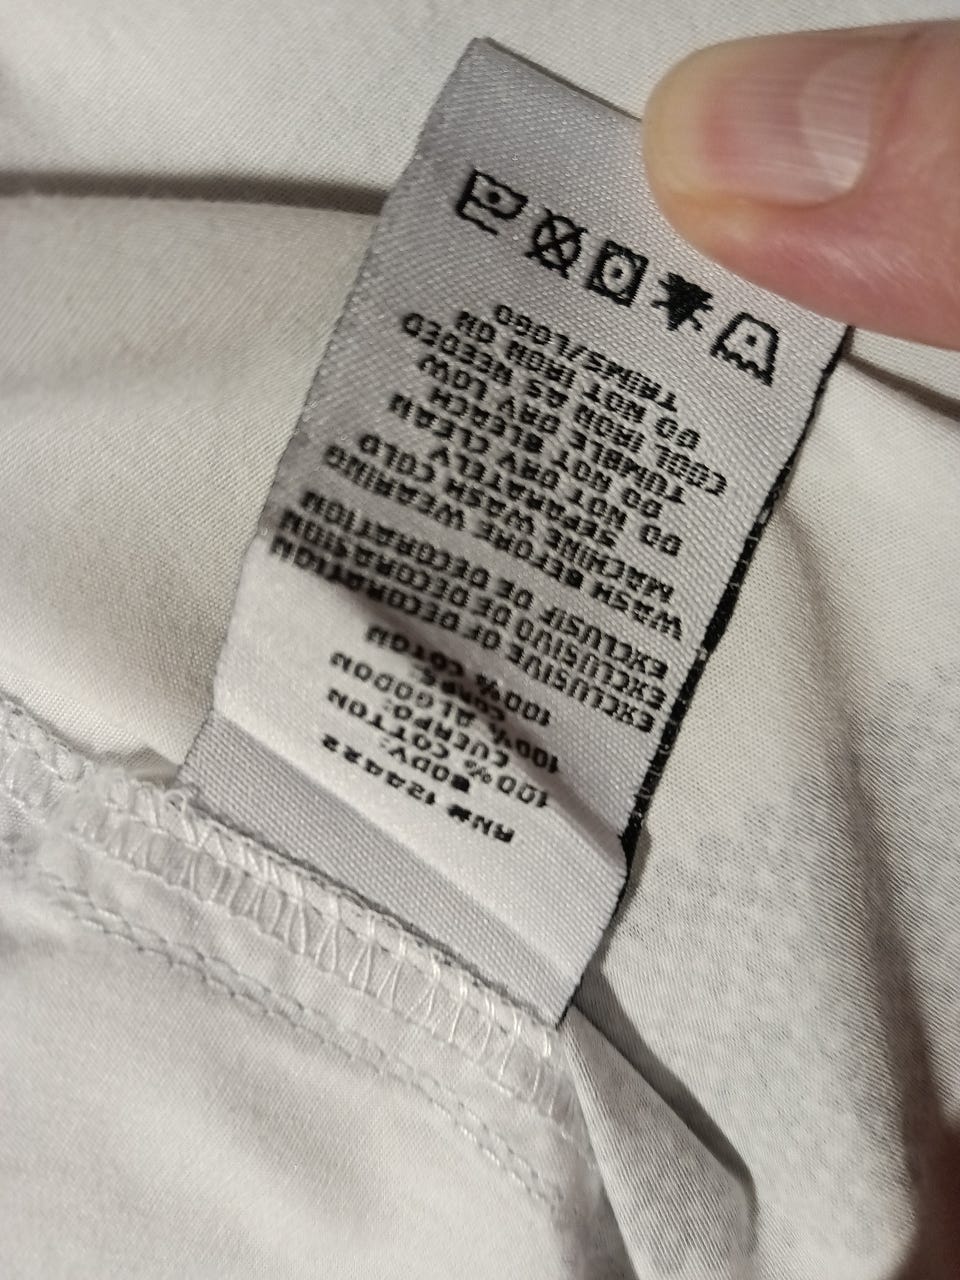 RN# 124422
BODY:
100% COTTON
CUERPO:
100% ALGODON
CORPS:
100% COTON
EXCLUSIVE OF DECORATION
EXCLUSIVO DE DECORASION
EXCLUSIF DE DECORATION
WASH BEFORE WEARING
MACHINE WASH COLD
SEPARATELY
DO NOT DRY CLEAN
DO NOT BLEACH
TUMBLE DRY LOW
COOL IRON AS NEEDED
DO NOT IRON ON
TRIMS/LOGO